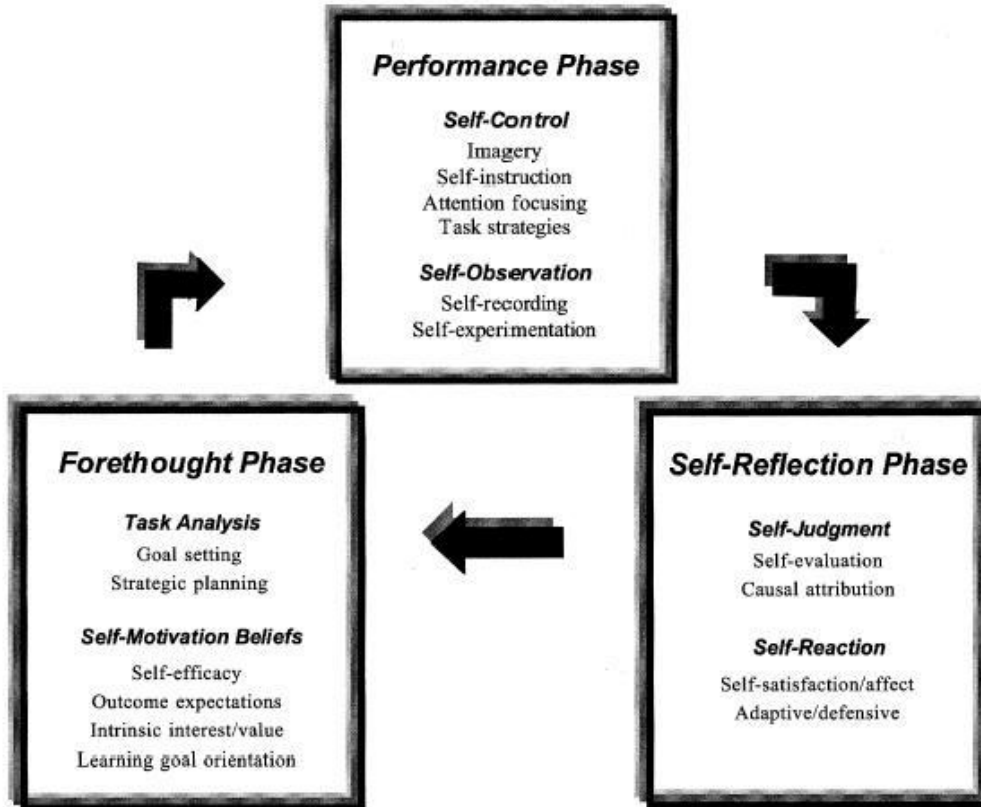 Performance Phase
Self-Control
Imagery
Self-instruction
Attention focusing
Task strategies
Self-Observation
Self-recording
Self-experimentation
Forethought Phase
Task Analysis
Goal setting
Strategic planning
Self-Motivation Beliefs
Self-efficacy
Outcome expectations
Intrinsic interest/value
Learning goal orientation
Self-Reflection Phase
Self-Judgment
Self-evaluation
Causal attribution
Self-Reaction
Self-satisfaction/affect
Adaptive/defensive